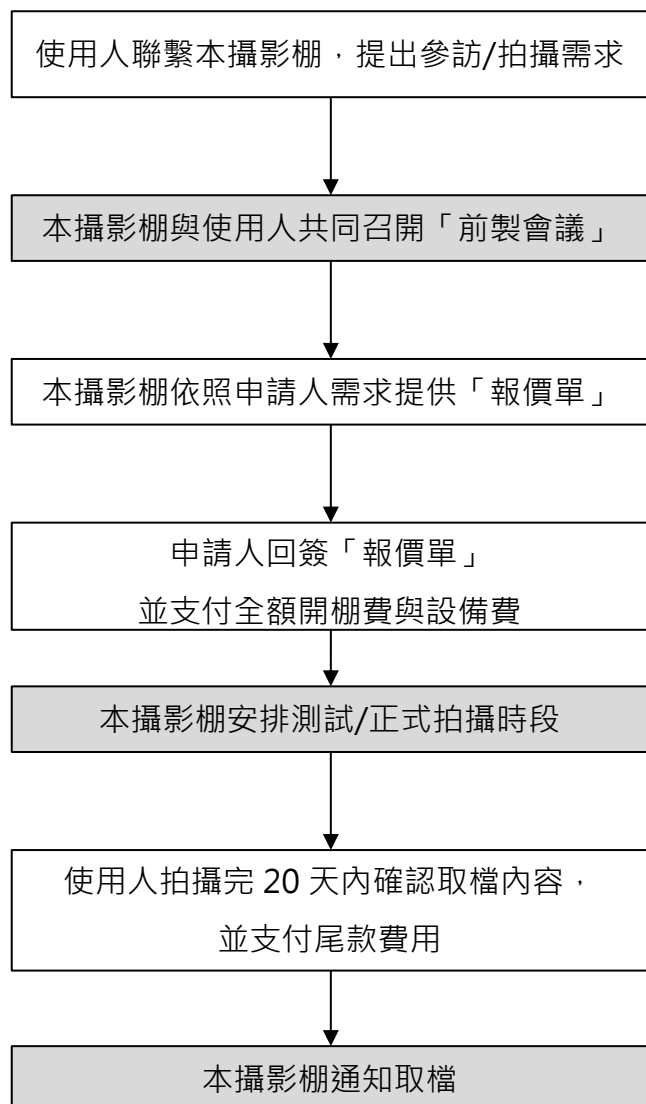 使用人聯繫本攝影棚，提出參訪/拍攝需求
本攝影棚與使用人共同召開「前製會議」
本攝影棚依照申請人需求提供「報價單」
申請人回簽「報價單」
並支付全額開棚費與設備費
本攝影棚安排測試/正式拍攝時段
使用人拍攝完 20 天內確認取檔內容，
並支付尾款費用
本攝影棚通知取檔